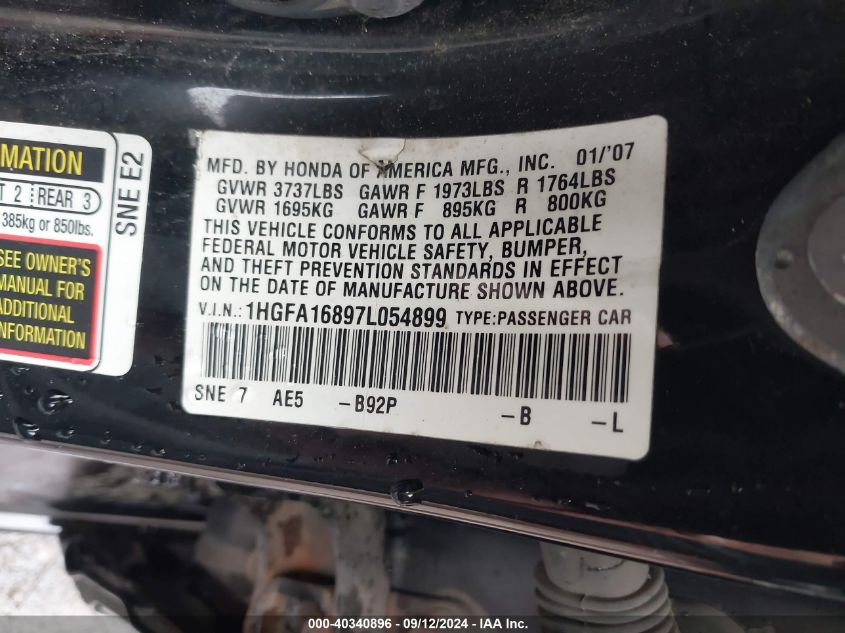 MATION
T 2 REAR 3
385kg or 850lbs.
SEE OWNER'S
MANUAL FOR
ADDITIONAL
INFORMATION
SNE E2
MFD. BY HONDA OF AMERICA MFG., INC. 01/'07
GVWR 3737LBS GAWR F 1973LBS R 1764LBS
GVWR 1695KG GAWR F 895KG R 800KG
THIS VEHICLE CONFORMS TO ALL APPLICABLE
FEDERAL MOTOR VEHICLE SAFETY, BUMPER,
AND THEFT PREVENTION STANDARDS IN EFFECT
ON THE DATE OF MANUFACTURE SHOWN ABOVE.
V.I.N.: 1HGFA16897L054899 TYPE:PASSENGER CAR
SNE 7 AE5 -B92P -B -L
000-40340896 - 09/12/2024 - IAAI.com